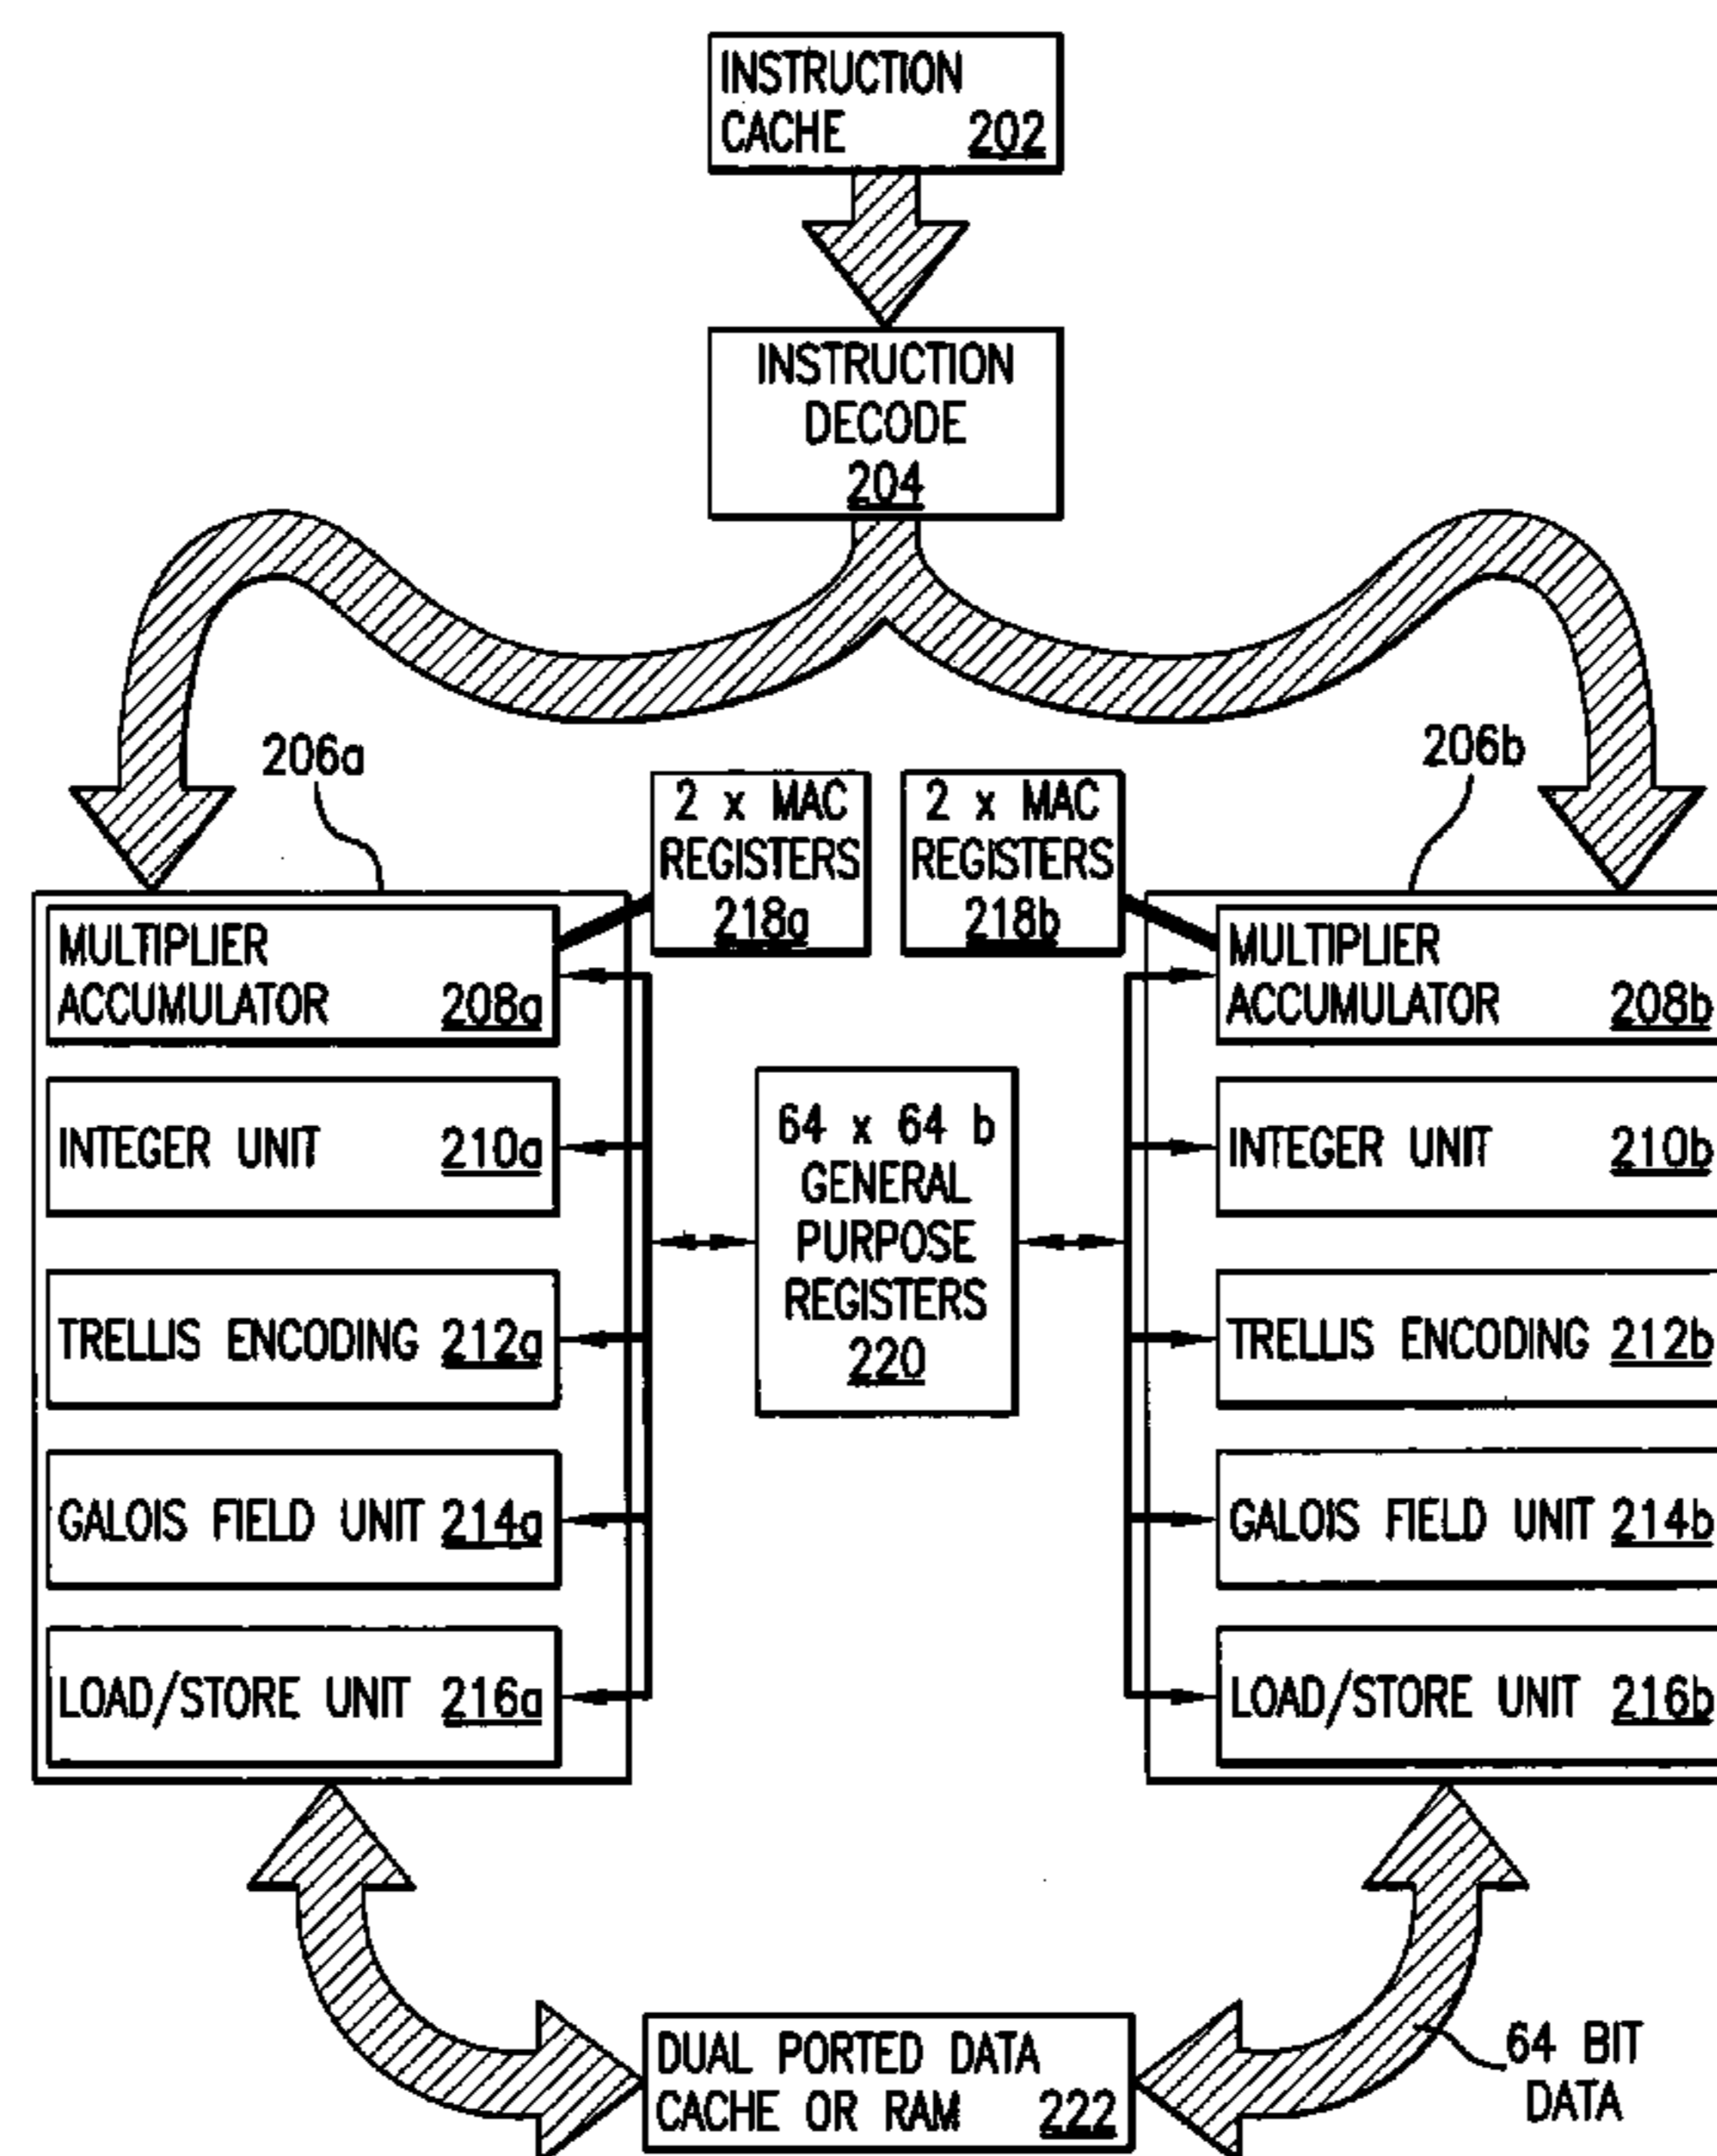 INSTRUCTION
CACHE 202
INSTRUCTION
DECODE
204
206a
206b
2 x MAC
REGISTERS
218a
2 x MAC
REGISTERS
218b
MULTIPLIER
ACCUMULATOR 208a
INTEGER UNIT 210a
TRELLIS ENCODING 212a
GALOIS FIELD UNIT 214a
LOAD/STORE UNIT 216a
64 x 64 b
GENERAL
PURPOSE
REGISTERS
220
MULTIPLIER
ACCUMULATOR 208b
INTEGER UNIT 210b
TRELLIS ENCODING 212b
GALOIS FIELD UNIT 214b
LOAD/STORE UNIT 216b
DUAL PORTED DATA
CACHE OR RAM 222
64 BIT
DATA